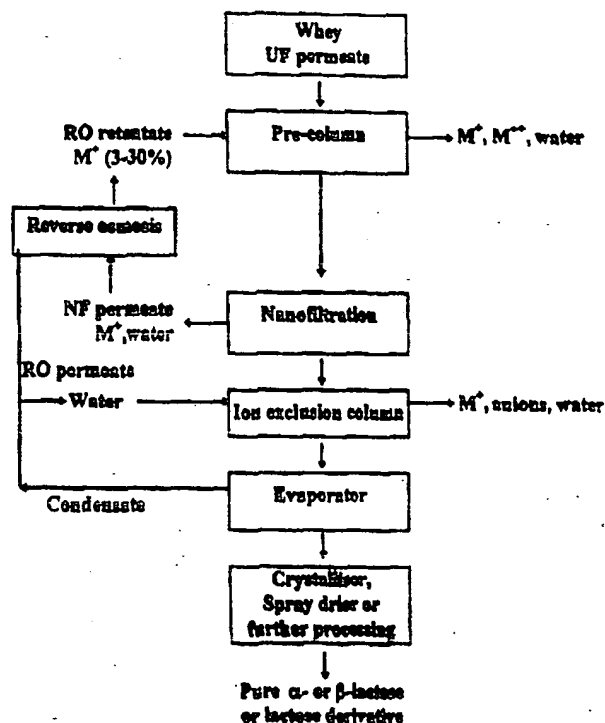 Whey
UF permeate
RO retentate
M⁺ (3-30%)
Pre-column
M⁺, M⁺⁺, water
Reverse osmosis
NF permeate
M⁺,water
Nanofiltration
RO permeate
Water
Ion exclusion column
M⁺, anions, water
Condensate
Evaporator
Crystalliser,
Spray drier or
further processing
Pure α- or β-lactose
or lactose derivative